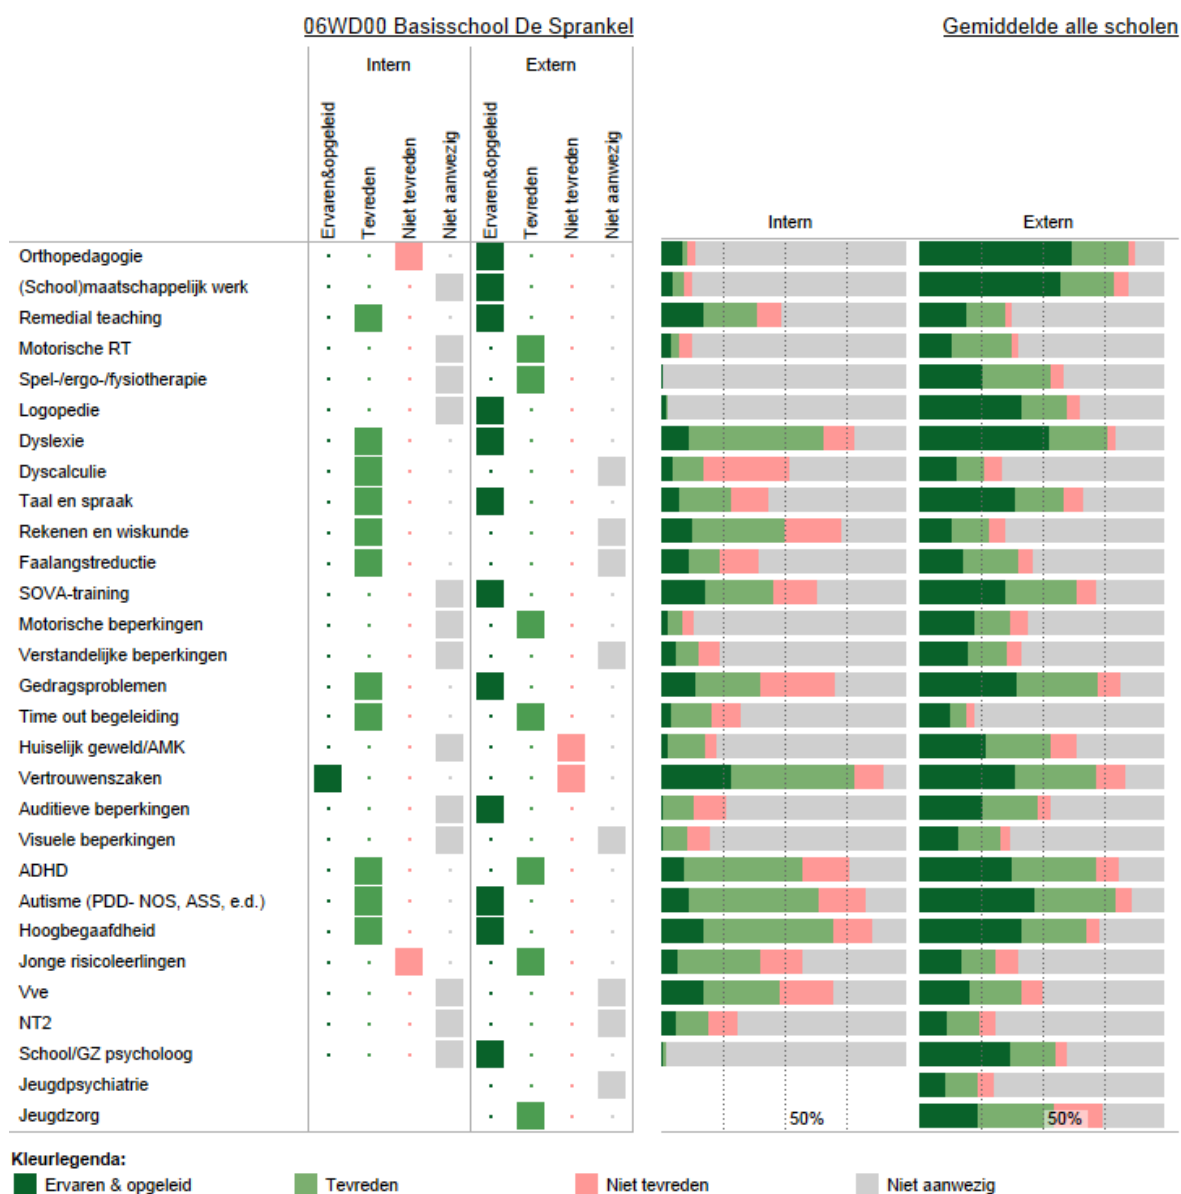 06WD00 Basisschool De Sprankel
Gemiddelde alle scholen
Intern
Extern
Ervaren&opgeleid
Tevreden
Niet tevreden
Niet aanwezig
Ervaren&opgeleid
Tevreden
Niet tevreden
Niet aanwezig
Intern
Extern
Orthopedagogie
(School)maatschappelijk werk
Remedial teaching
Motorische RT
Spel-/ergo-/fysiotherapie
Logopedie
Dyslexie
Dyscalculie
Taal en spraak
Rekenen en wiskunde
Faalangstreductie
SOVA-training
Motorische beperkingen
Verstandelijke beperkingen
Gedragsproblemen
Time out begeleiding
Huiselijk geweld/AMK
Vertrouwenszaken
Auditieve beperkingen
Visuele beperkingen
ADHD
Autisme (PDD- NOS, ASS, e.d.)
Hoogbegaafdheid
Jonge risicoleerlingen
Vve
NT2
School/GZ psycholoog
Jeugdpsychiatrie
Jeugdzorg
50%
50%
Kleurlegenda:
Ervaren & opgeleid
Tevreden
Niet tevreden
Niet aanwezig